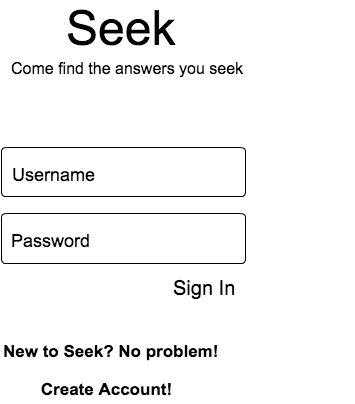 Seek
Come find the answers you seek
Username
Password
Sign In
New to Seek? No problem!
Create Account!